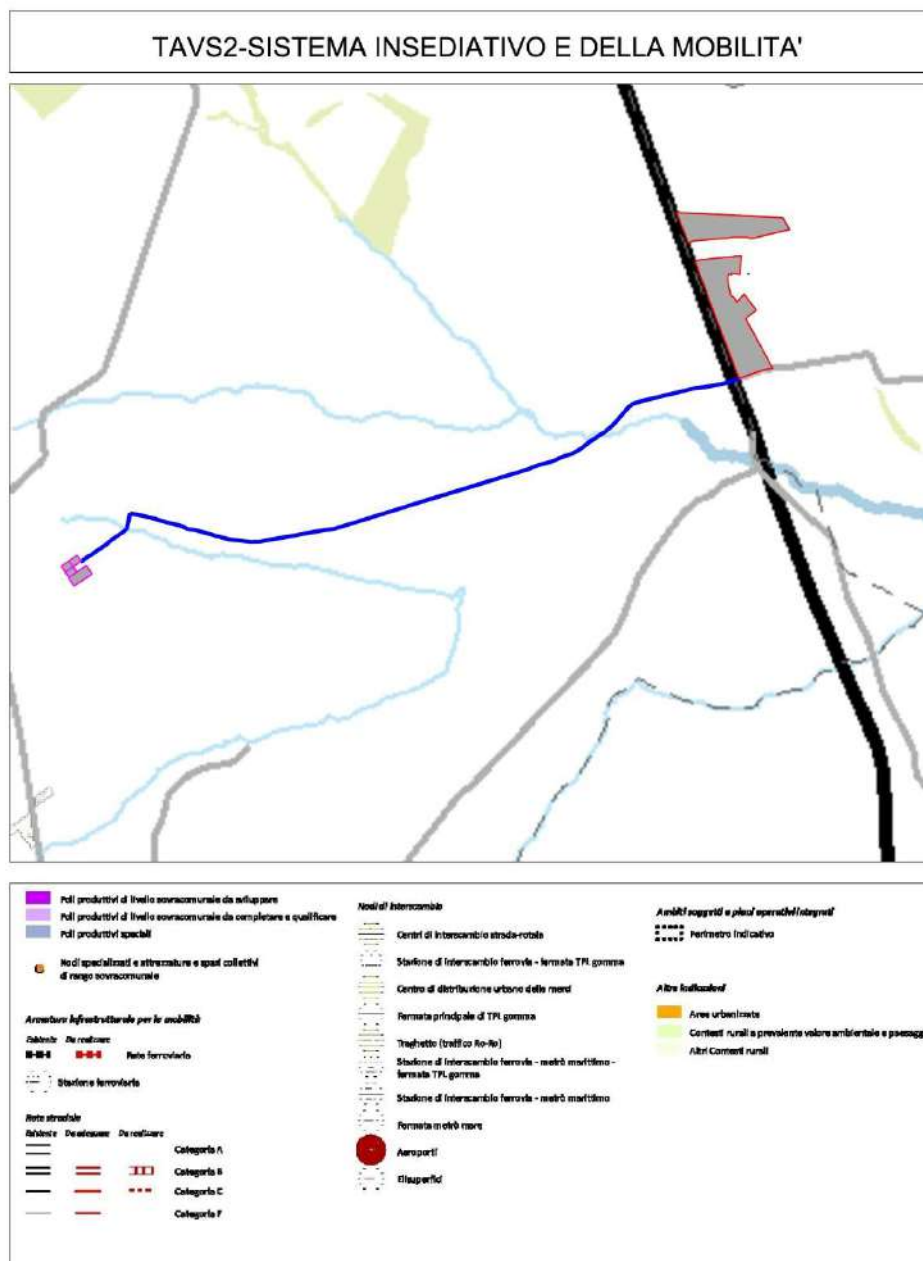 TAVS2-SISTEMA INSEDIATIVO E DELLA MOBILITA'
Poli produttivi di livello sovracomunale da sviluppare
Poli produttivi di livello sovracomunale da completare e qualificare
Poli produttivi speciali
Nodi specializzati e attrezzature e spazi collettivi
di rango sovracomunale
Armatura infrastrutturale per la mobilità
Esistente Da realizzare
Rete ferroviaria
Stazione ferroviaria
Rete stradale
Esistente Da adeguare Da realizzare
Categoria A
Categoria B
Categoria C
Categoria F
Nodi di interscambio
Centri di interscambio strada-rotaia
Stazione di interscambio ferrovia - fermata TPL gomma
Centro di distribuzione urbano delle merci
Fermata principale di TPL gomma
Traghetto (traffico Ro-Ro)
Stazione di interscambio ferrovia - metrò marittimo -
fermata TPL gomma
Stazione di interscambio ferrovia - metrò marittimo
Fermata metrò mare
Aeroporti
Elisuperfici
Ambiti soggetti a piani operativi integrati
Perimetro indicativo
Altre indicazioni
Aree urbanizzate
Contesti rurali a prevalente valore ambientale e paesagg
Altri Contesti rurali